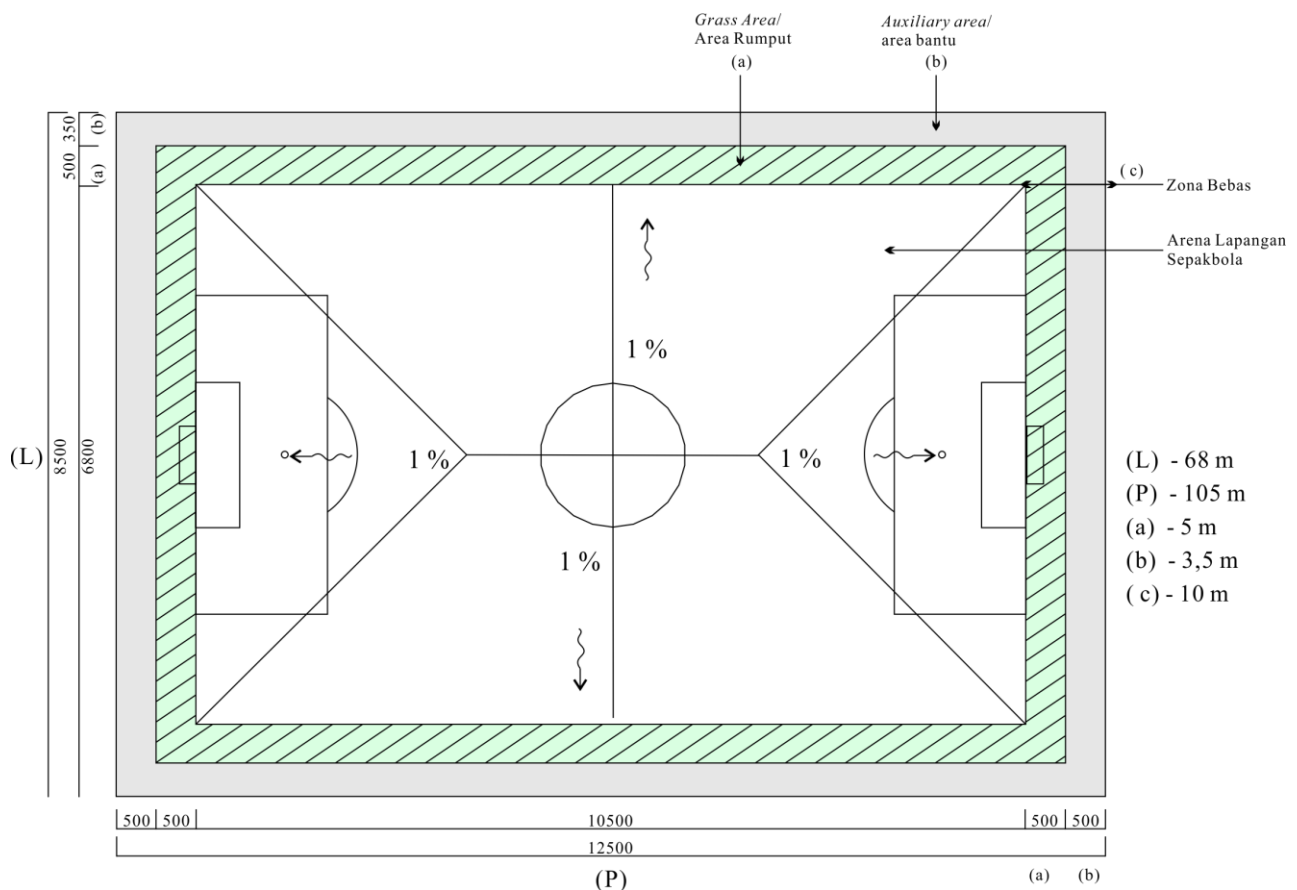 Grass Area/
Area Rumput
(a)
Auxiliary area/
area bantu
(b)
350
(b)
500
(a)
(c)
Zona Bebas
Arena Lapangan
Sepakbola
1 %
1 %
1 %
1 %
(L)
8500
6800
(L) - 68 m
(P) - 105 m
(a) - 5 m
(b) - 3,5 m
(c) - 10 m
500
500
10500
500
500
12500
(P)
(a)
(b)